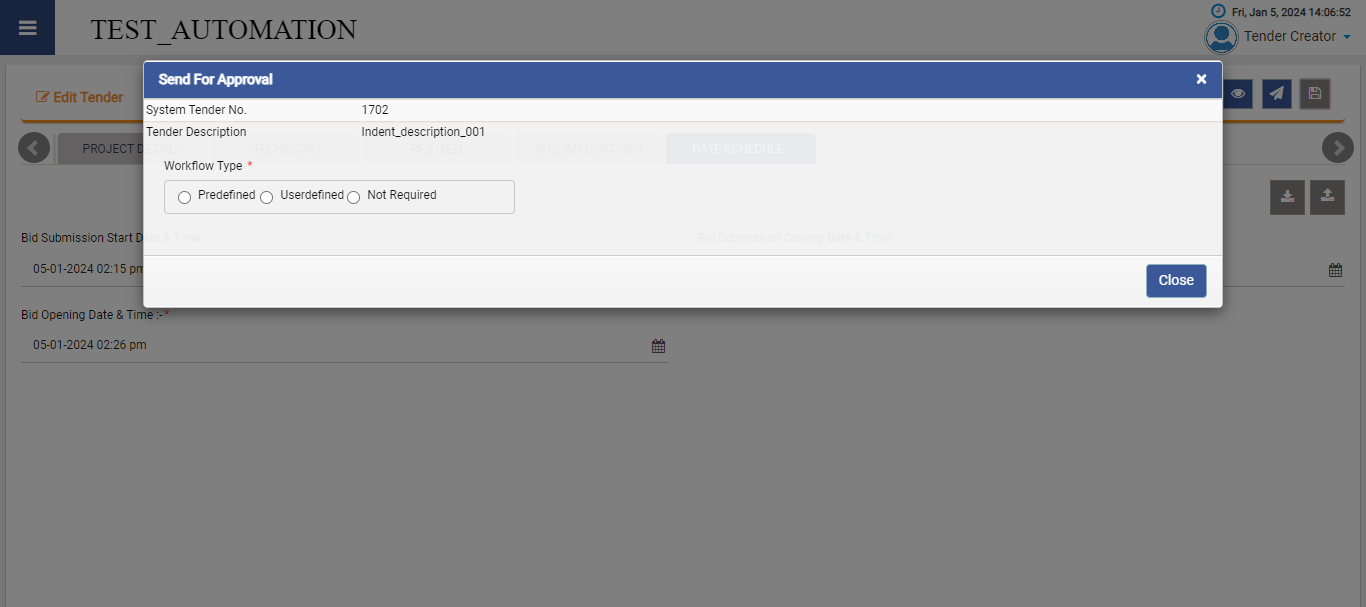 TEST_AUTOMATION
Fri, Jan 5, 2024 14:06:52
Tender Creator
Send For Approval
×
Edit Tender
System Tender No. 1702
Tender Description Indent_description_001
PROJECT DETAILS TECHNICAL RFQ ITEM BOQ (MANDATORY) DATE SCHEDULE
Workflow Type *
Predefined Userdefined Not Required
Bid Submission Start Date & Time :-* Bid Submission Closing Date & Time :-*
05-01-2024 02:15 pm
Close
Bid Opening Date & Time :-*
05-01-2024 02:26 pm